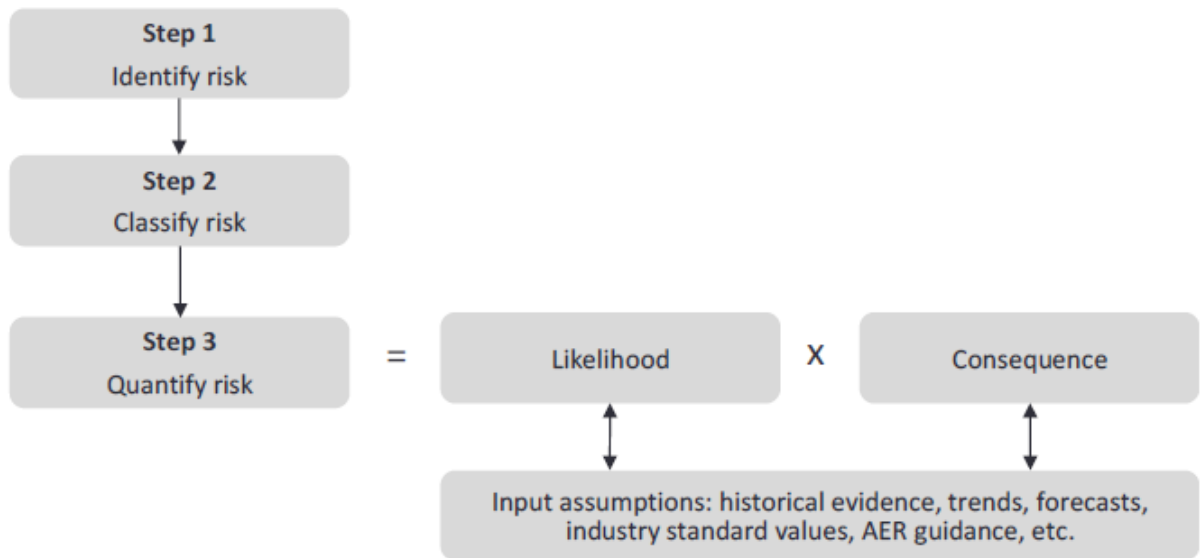 Step 1
Identify risk
Step 2
Classify risk
Step 3
Quantify risk
=
Likelihood
x
Consequence
Input assumptions: historical evidence, trends, forecasts,
industry standard values, AER guidance, etc.